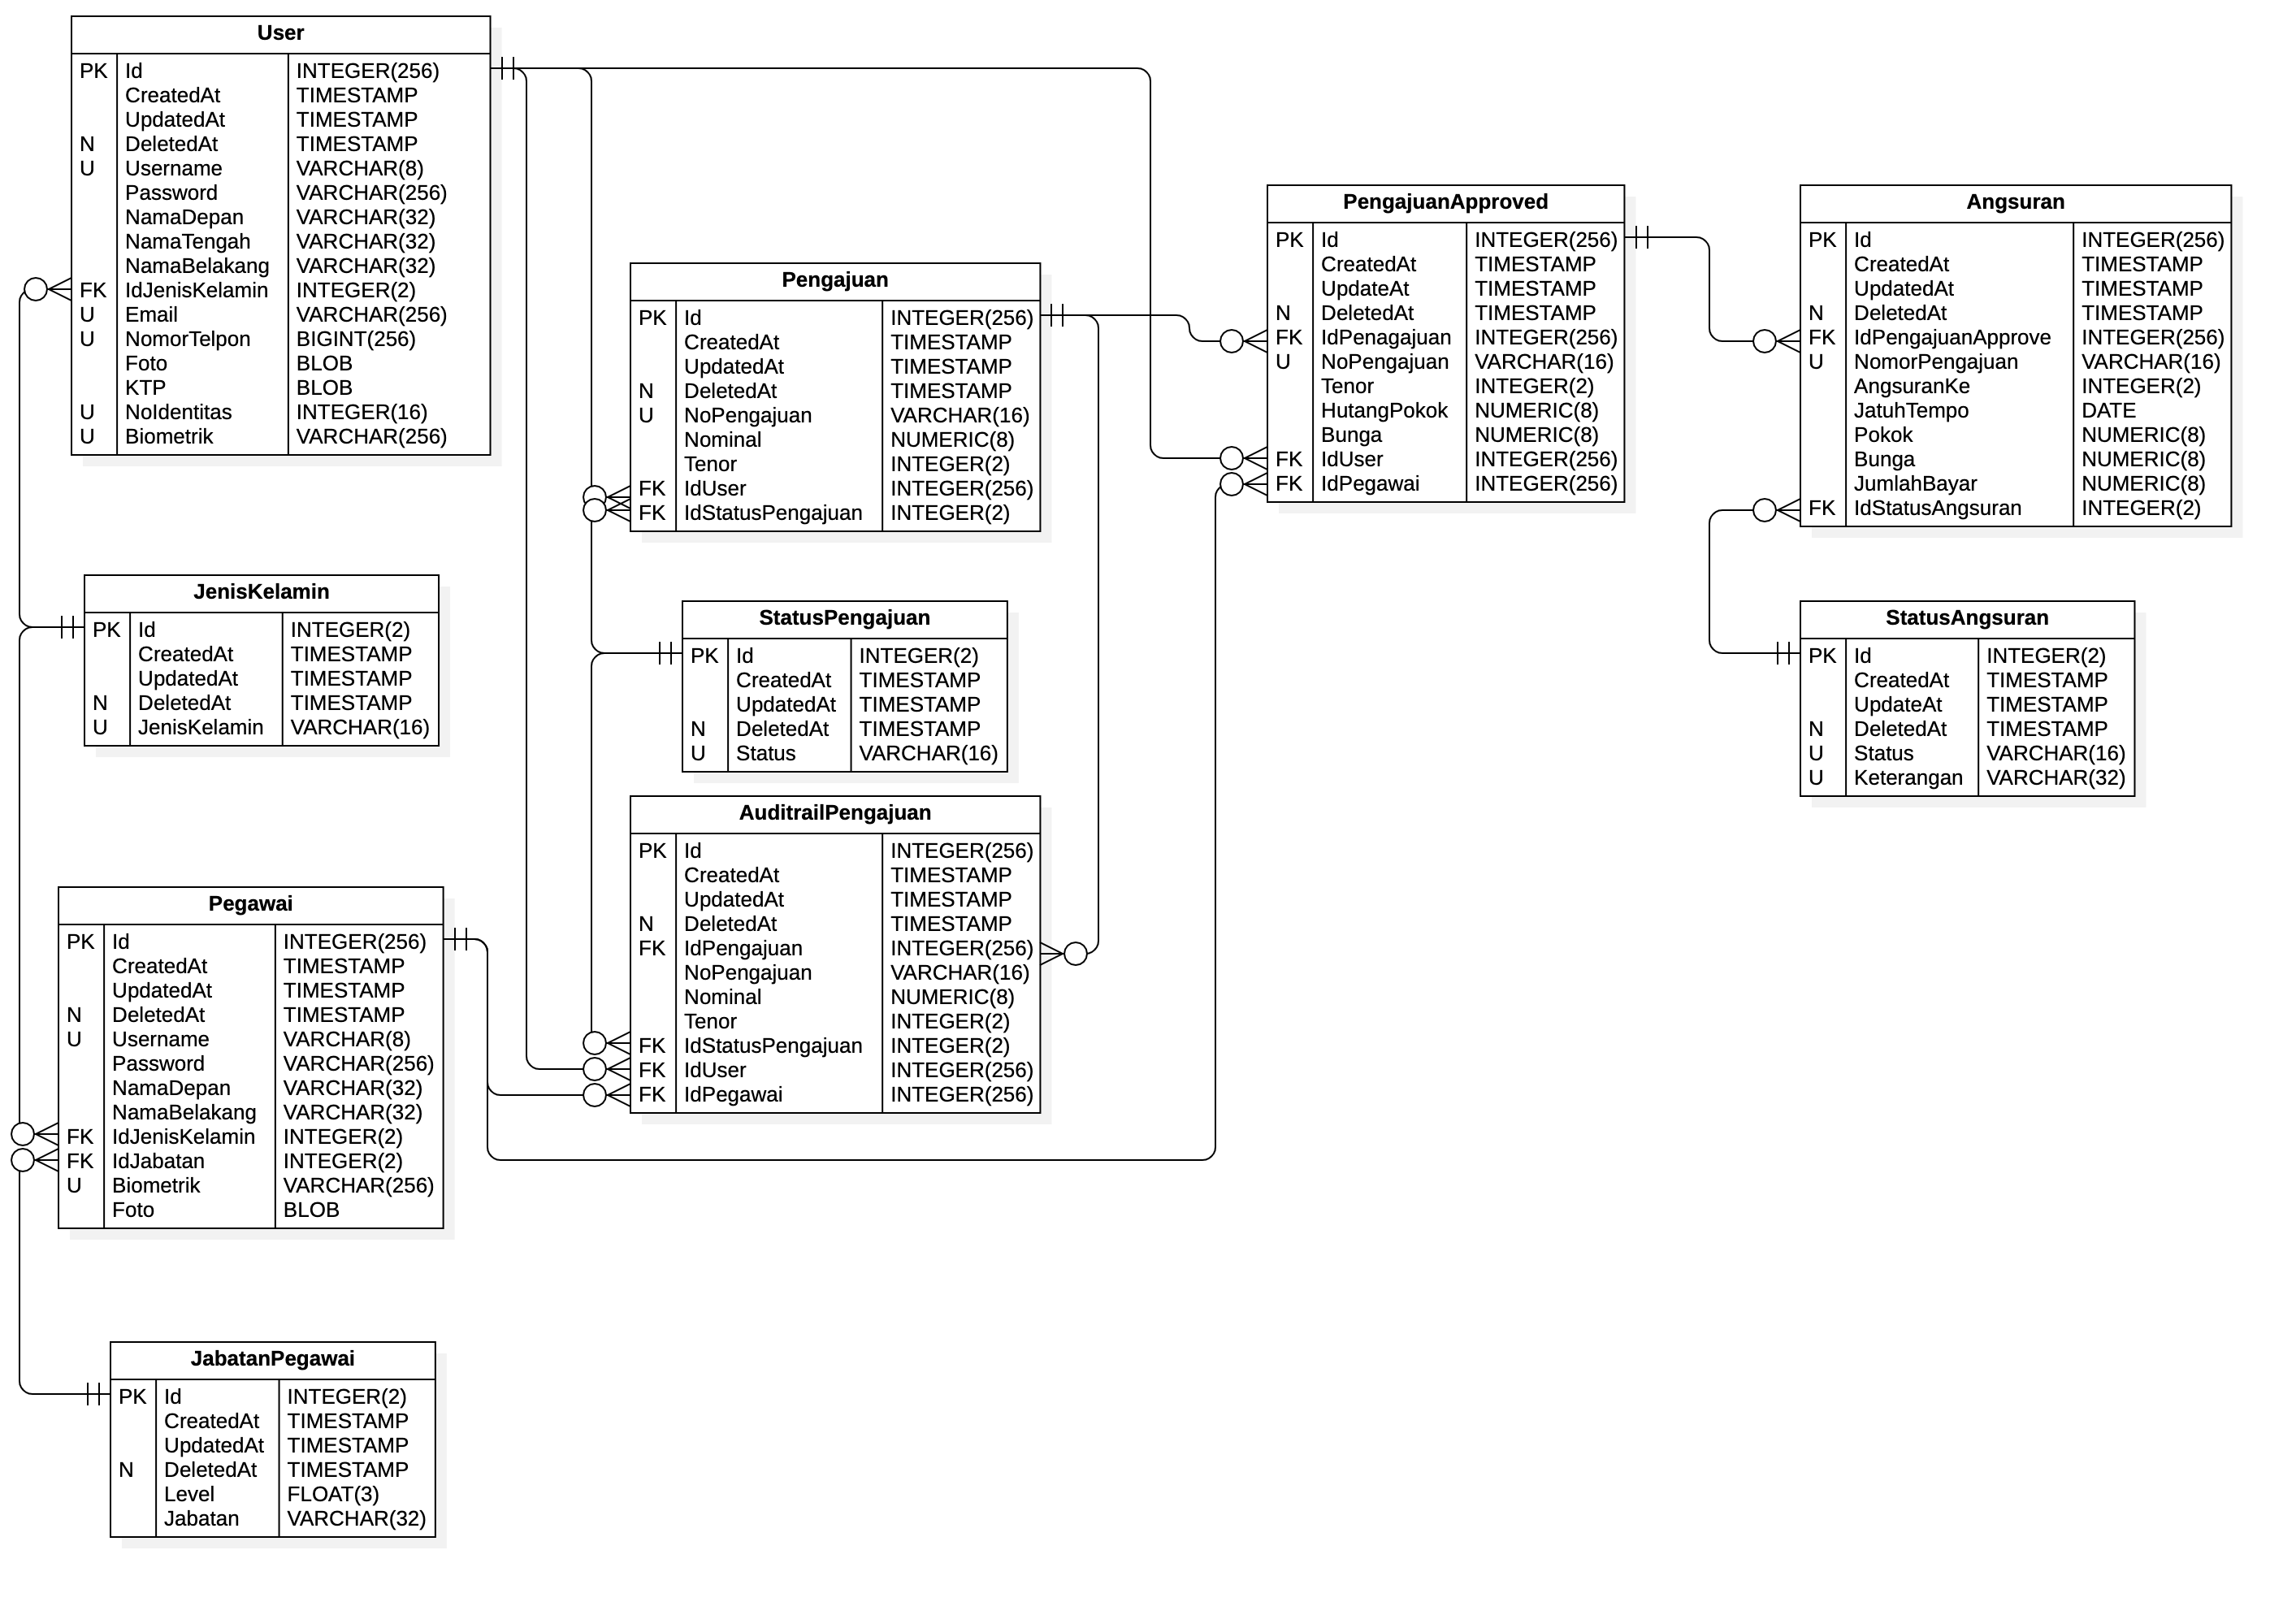 User
PK Id INTEGER(256)
CreatedAt TIMESTAMP
UpdatedAt TIMESTAMP
N DeletedAt TIMESTAMP
U Username VARCHAR(8)
Password VARCHAR(256)
NamaDepan VARCHAR(32)
NamaTengah VARCHAR(32)
NamaBelakang VARCHAR(32)
FK IdJenisKelamin INTEGER(2)
U Email VARCHAR(256)
U NomorTelpon BIGINT(256)
Foto BLOB
KTP BLOB
U NoIdentitas INTEGER(16)
U Biometrik VARCHAR(256)
JenisKelamin
PK Id INTEGER(2)
CreatedAt TIMESTAMP
UpdatedAt TIMESTAMP
N DeletedAt TIMESTAMP
U JenisKelamin VARCHAR(16)
Pegawai
PK Id INTEGER(256)
CreatedAt TIMESTAMP
UpdatedAt TIMESTAMP
N DeletedAt TIMESTAMP
U Username VARCHAR(8)
Password VARCHAR(256)
NamaDepan VARCHAR(32)
NamaBelakang VARCHAR(32)
FK IdJenisKelamin INTEGER(2)
FK IdJabatan INTEGER(2)
U Biometrik VARCHAR(256)
Foto BLOB
JabatanPegawai
PK Id INTEGER(2)
CreatedAt TIMESTAMP
UpdatedAt TIMESTAMP
N DeletedAt TIMESTAMP
Level FLOAT(3)
Jabatan VARCHAR(32)
Pengajuan
PK Id INTEGER(256)
CreatedAt TIMESTAMP
UpdatedAt TIMESTAMP
N DeletedAt TIMESTAMP
U NoPengajuan VARCHAR(16)
Nominal NUMERIC(8)
Tenor INTEGER(2)
FK IdUser INTEGER(256)
FK IdStatusPengajuan INTEGER(2)
StatusPengajuan
PK Id INTEGER(2)
CreatedAt TIMESTAMP
UpdatedAt TIMESTAMP
N DeletedAt TIMESTAMP
U Status VARCHAR(16)
AuditrailPengajuan
PK Id INTEGER(256)
CreatedAt TIMESTAMP
UpdatedAt TIMESTAMP
N DeletedAt TIMESTAMP
FK IdPengajuan INTEGER(256)
NoPengajuan VARCHAR(16)
Nominal NUMERIC(8)
Tenor INTEGER(2)
FK IdStatusPengajuan INTEGER(2)
FK IdUser INTEGER(256)
FK IdPegawai INTEGER(256)
PengajuanApproved
PK Id INTEGER(256)
CreatedAt TIMESTAMP
UpdateAt TIMESTAMP
N DeletedAt TIMESTAMP
FK IdPenagajuan INTEGER(256)
U NoPengajuan VARCHAR(16)
Tenor INTEGER(2)
HutangPokok NUMERIC(8)
Bunga NUMERIC(8)
FK IdUser INTEGER(256)
FK IdPegawai INTEGER(256)
Angsuran
PK Id INTEGER(256)
CreatedAt TIMESTAMP
UpdatedAt TIMESTAMP
N DeletedAt TIMESTAMP
FK IdPengajuanApprove INTEGER(256)
U NomorPengajuan VARCHAR(16)
AngsuranKe INTEGER(2)
JatuhTempo DATE
Pokok NUMERIC(8)
Bunga NUMERIC(8)
JumlahBayar NUMERIC(8)
FK IdStatusAngsuran INTEGER(2)
StatusAngsuran
PK Id INTEGER(2)
CreatedAt TIMESTAMP
UpdateAt TIMESTAMP
N DeletedAt TIMESTAMP
U Status VARCHAR(16)
U Keterangan VARCHAR(32)